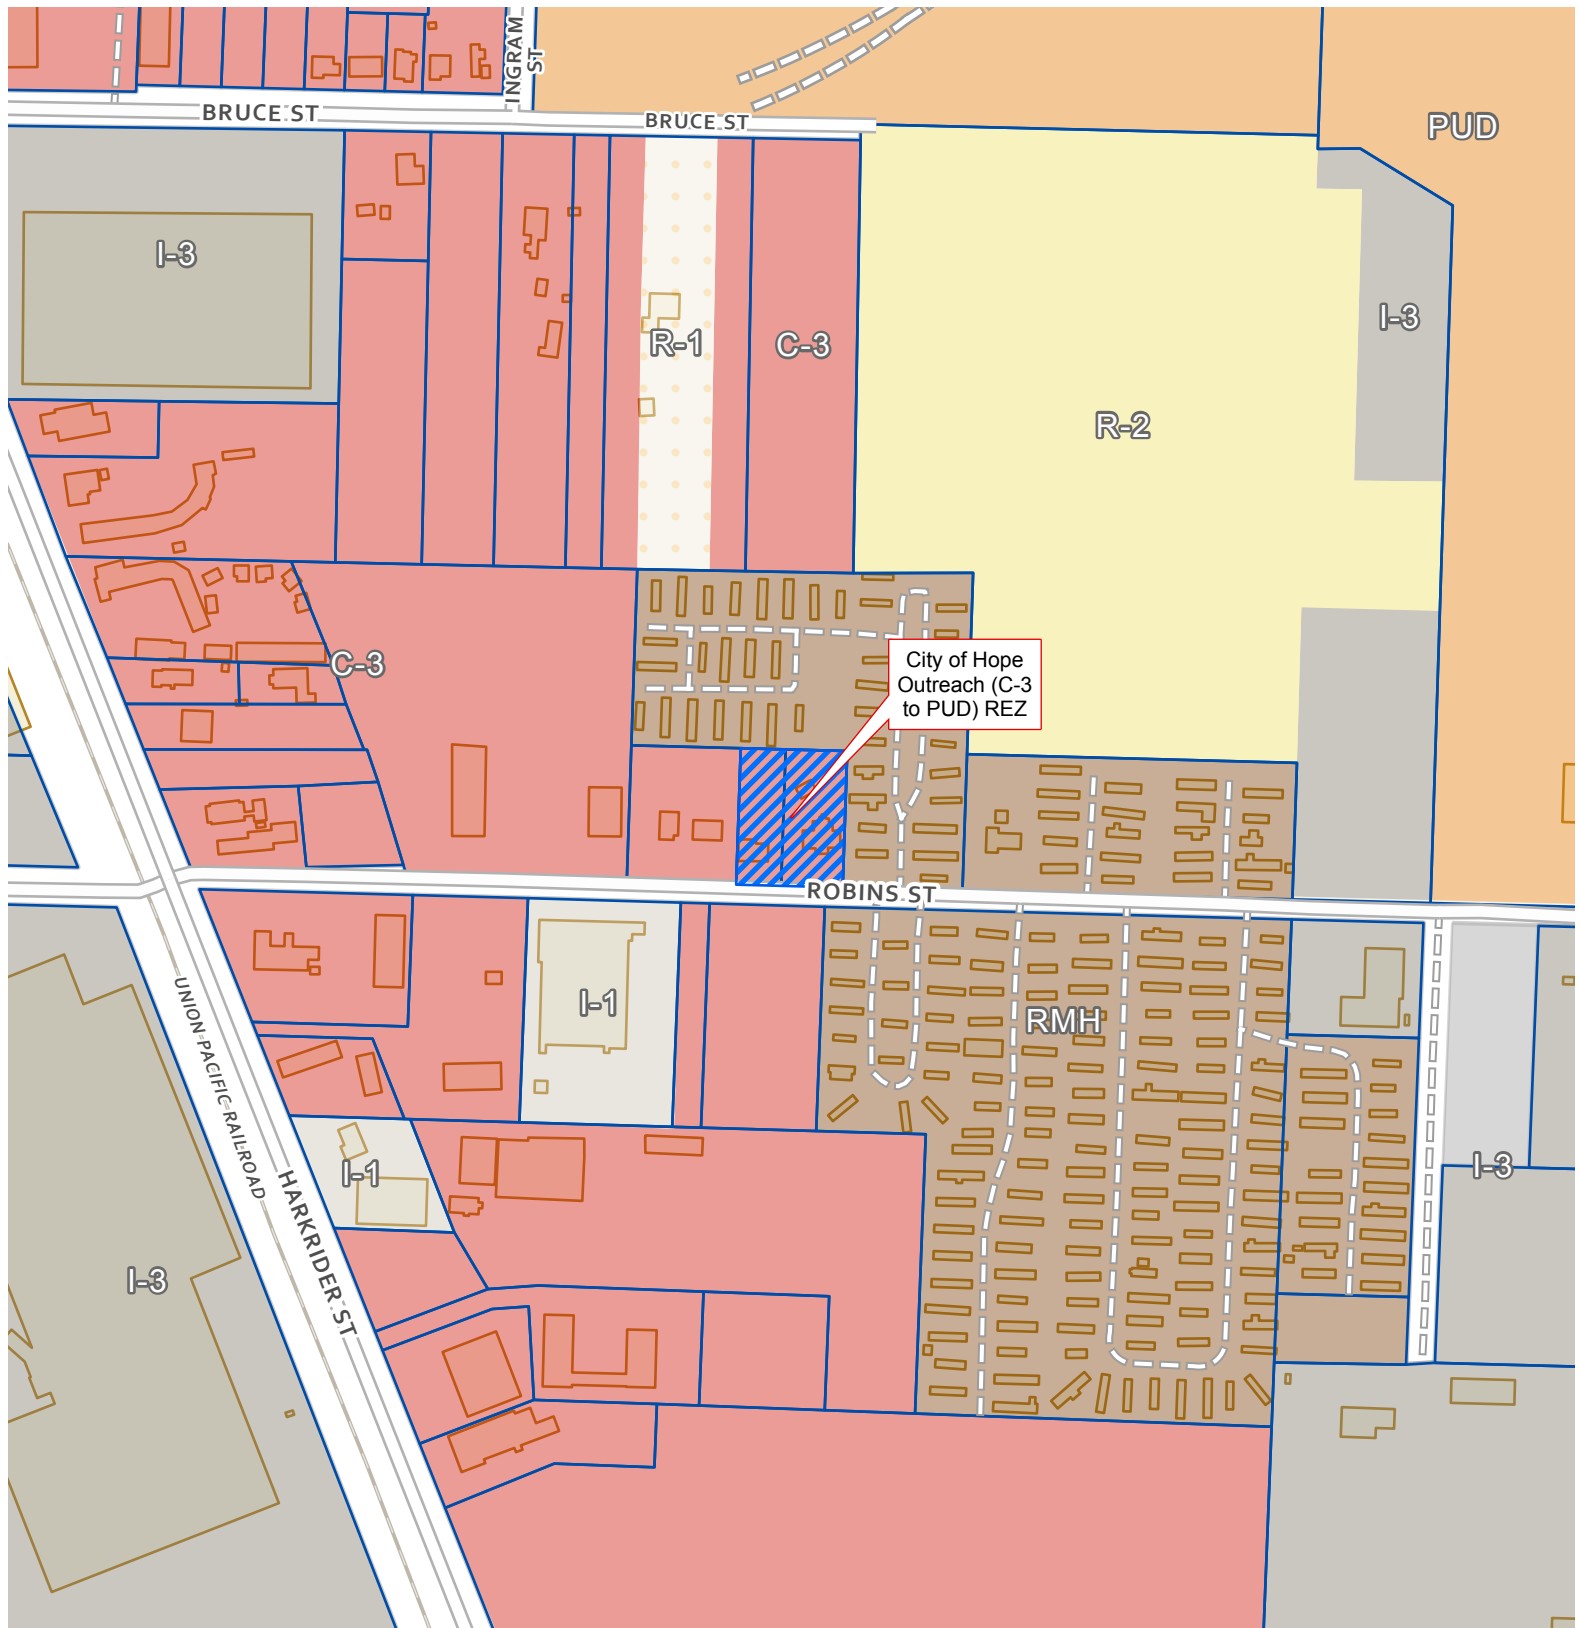 INGRAM
ST
BRUCE ST
BRUCE ST
PUD
I-3
I-3
R-1
C-3
R-2
C-3
City of Hope
Outreach (C-3
to PUD) REZ
ROBINS ST
I-1
RMH
UNION PACIFIC RAILROAD
I-1
I-3
HARKRIDER ST
I-3